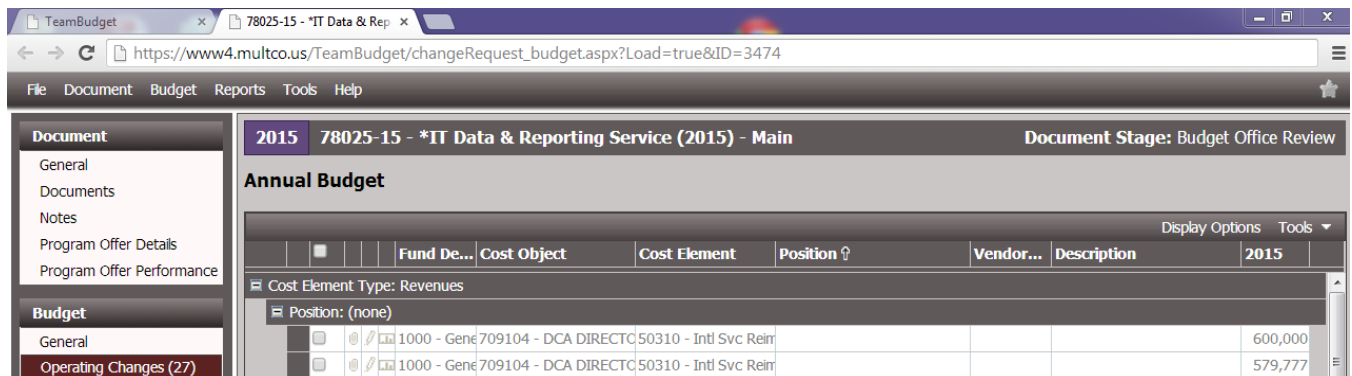 TeamBudget x 78025-15 - *IT Data & Rep x
https://www4.multco.us/TeamBudget/changeRequest_budget.aspx?Load=true&ID=3474
File Document Budget Reports Tools Help
Document
General
Documents
Notes
Program Offer Details
Program Offer Performance
Budget
General
Operating Changes (27)
2015 78025-15 - *IT Data & Reporting Service (2015) - Main Document Stage: Budget Office Review
Annual Budget
Display Options Tools
Fund De... Cost Object Cost Element Position Vendor... Description 2015
Cost Element Type: Revenues
Position: (none)
1000 - Gene 709104 - DCA DIRECTO 50310 - Intl Svc Reim 600,000
1000 - Gene 709104 - DCA DIRECTO 50310 - Intl Svc Reim 579,777